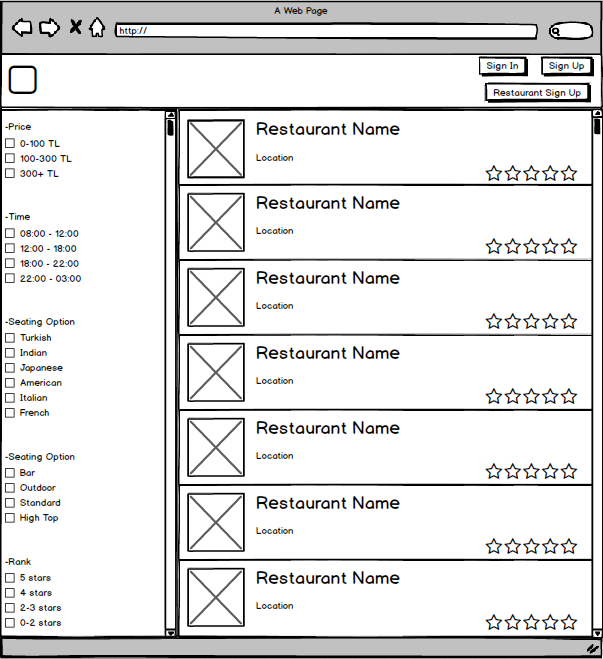 A Web Page
http://
Sign In
Sign Up
Restaurant Sign Up
-Price
0-100 TL
100-300 TL
300+ TL
-Time
08:00 - 12:00
12:00 - 18:00
18:00 - 22:00
22:00 - 03:00
-Seating Option
Turkish
Indian
Japanese
American
Italian
French
-Seating Option
Bar
Outdoor
Standard
High Top
-Rank
5 stars
4 stars
2-3 stars
0-2 stars
Restaurant Name
Location
Restaurant Name
Location
Restaurant Name
Location
Restaurant Name
Location
Restaurant Name
Location
Restaurant Name
Location
Restaurant Name
Location